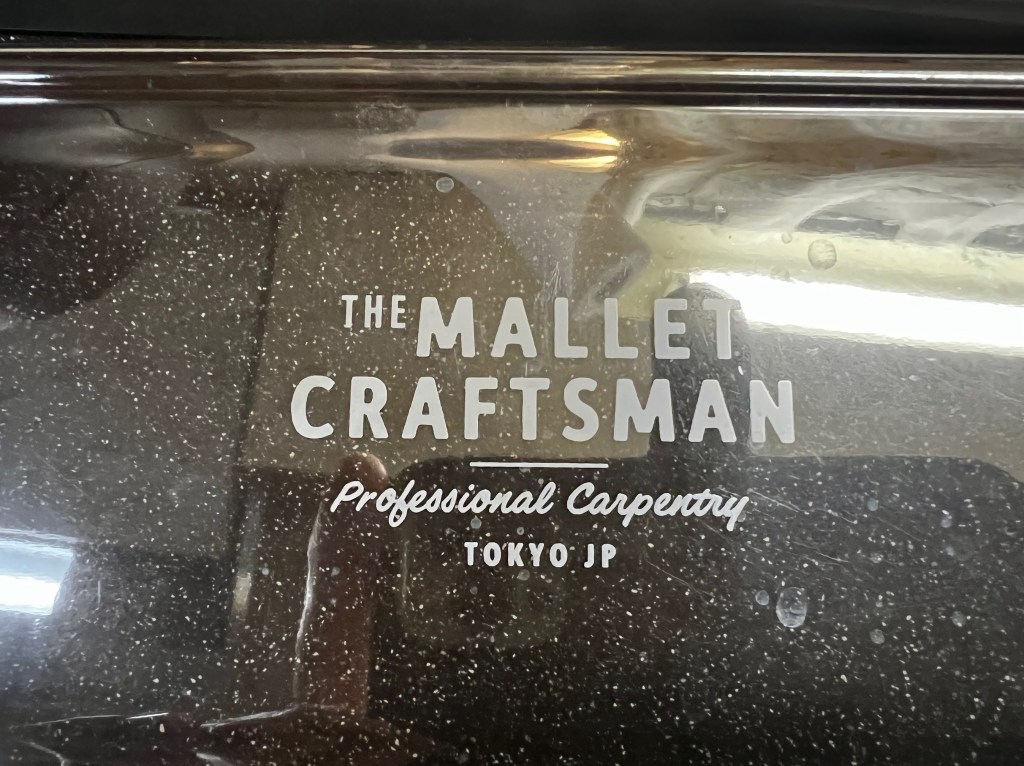 THE MALLET
CRAFTSMAN
Professional Carpentry
TOKYO JP